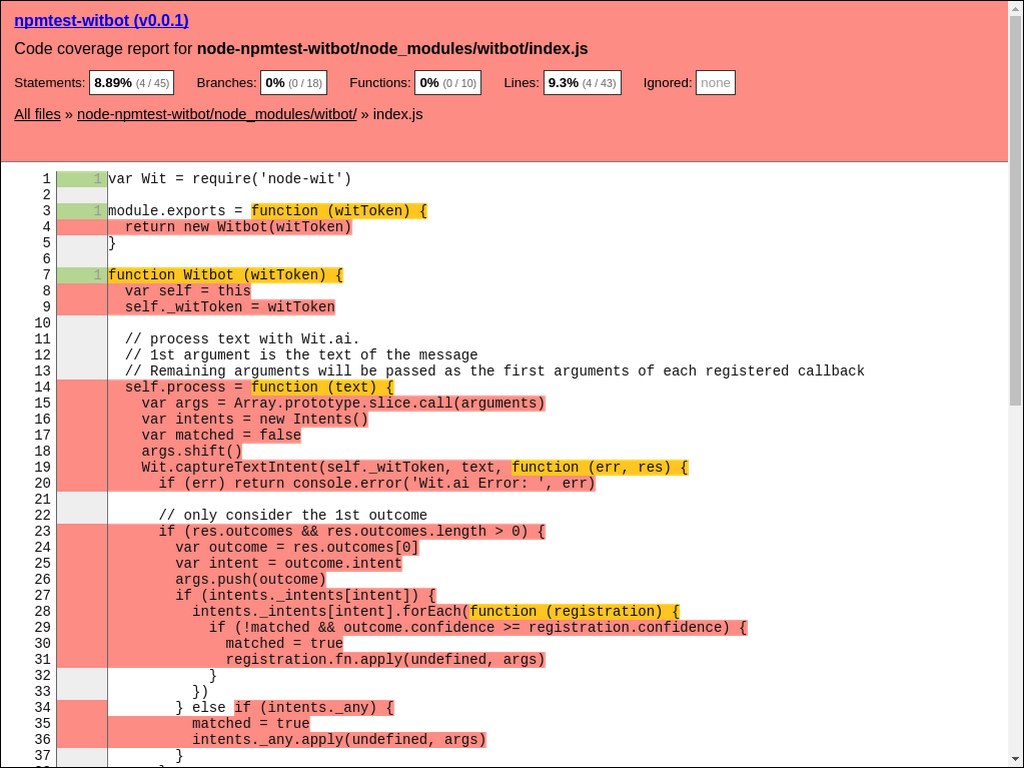 npmtest-witbot (v0.0.1)
Code coverage report for node-npmtest-witbot/node_modules/witbot/index.js
Statements: 8.89% (4 / 45) Branches: 0% (0 / 18) Functions: 0% (0 / 10) Lines: 9.3% (4 / 43) Ignored: none
All files » node-npmtest-witbot/node_modules/witbot/ » index.js
1 1 var Wit = require('node-wit')
2
3 1 module.exports = function (witToken) {
4 return new Witbot(witToken)
5 }
6
7 1 function Witbot (witToken) {
8 var self = this
9 self._witToken = witToken
10
11 // process text with Wit.ai.
12 // 1st argument is the text of the message
13 // Remaining arguments will be passed as the first arguments of each registered callback
14 self.process = function (text) {
15 var args = Array.prototype.slice.call(arguments)
16 var intents = new Intents()
17 var matched = false
18 args.shift()
19 Wit.captureTextIntent(self._witToken, text, function (err, res) {
20 if (err) return console.error('Wit.ai Error: ', err)
21
22 // only consider the 1st outcome
23 if (res.outcomes && res.outcomes.length > 0) {
24 var outcome = res.outcomes[0]
25 var intent = outcome.intent
26 args.push(outcome)
27 if (intents._intents[intent]) {
28 intents._intents[intent].forEach(function (registration) {
29 if (!matched && outcome.confidence >= registration.confidence) {
30 matched = true
31 registration.fn.apply(undefined, args)
32 }
33 })
34 } else if (intents._any) {
35 matched = true
36 intents._any.apply(undefined, args)
37 }